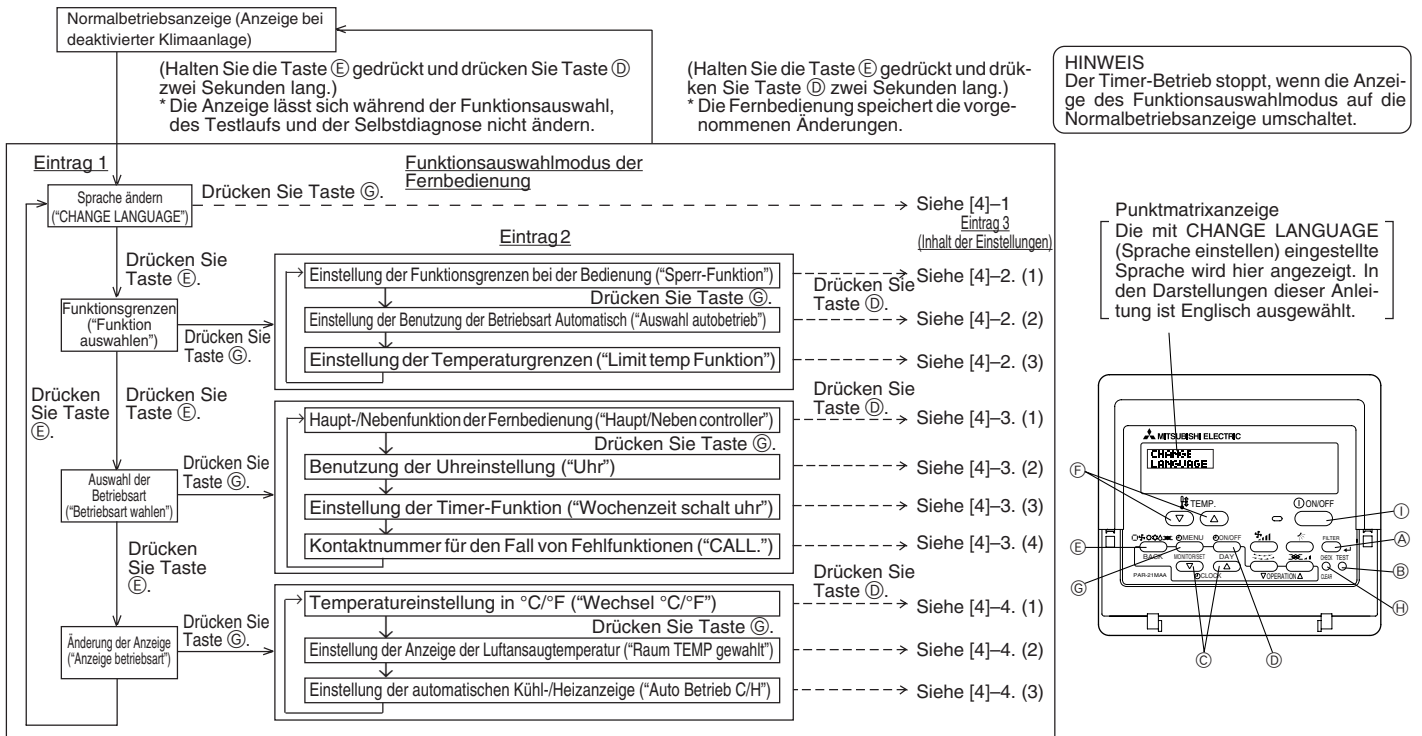 Normalbetriebsanzeige (Anzeige bei
deaktivierter Klimaanlage)
(Halten Sie die Taste Ⓔ gedrückt und drücken Sie Taste Ⓓ
zwei Sekunden lang.)
* Die Anzeige lässt sich während der Funktionsauswahl,
des Testlaufs und der Selbstdiagnose nicht ändern.
(Halten Sie die Taste Ⓔ gedrückt und drük-
ken Sie Taste Ⓓ zwei Sekunden lang.)
* Die Fernbedienung speichert die vorge-
nommenen Änderungen.
HINWEIS
Der Timer-Betrieb stoppt, wenn die Anzei-
ge des Funktionsauswahlmodus auf die
Normalbetriebsanzeige umschaltet.
Eintrag 1
Funktionsauswahlmodus der
Fernbedienung
Sprache ändern
("CHANGE LANGUAGE")
Drücken Sie Taste Ⓖ.
Siehe [4]–1
Eintrag 2
Eintrag 3
(Inhalt der Einstellungen)
Drücken Sie
Taste Ⓔ.
Funktionsgrenzen
("Funktion
auswahlen")
Drücken Sie
Taste Ⓖ.
Einstellung der Funktionsgrenzen bei der Bedienung ("Sperr-Funktion")
Drücken Sie Taste Ⓖ.
Drücken Sie
Taste Ⓓ.
Siehe [4]–2. (1)
Einstellung der Benutzung der Betriebsart Automatisch ("Auswahl autobetrieb")
Siehe [4]–2. (2)
Einstellung der Temperaturgrenzen ("Limit temp Funktion")
Siehe [4]–2. (3)
Drücken
Sie Taste
Ⓔ.
Drücken Sie
Taste Ⓔ.
Auswahl der
Betriebsart
("Betriebsart wahlen")
Drücken Sie
Taste Ⓖ.
Drücken Sie
Taste Ⓓ.
Haupt-/Nebenfunktion der Fernbedienung ("Haupt/Neben controller")
Siehe [4]–3. (1)
Drücken Sie Taste Ⓖ.
Benutzung der Uhreinstellung ("Uhr")
Siehe [4]–3. (2)
Einstellung der Timer-Funktion ("Wochenzeit schalt uhr")
Siehe [4]–3. (3)
Kontaktnummer für den Fall von Fehlfunktionen ("CALL.")
Siehe [4]–3. (4)
Drücken
Sie Taste
Ⓔ.
Änderung der Anzeige
("Anzeige betriebsart")
Drücken Sie
Taste Ⓖ.
Drücken Sie
Taste Ⓓ.
Temperatureinstellung in °C/°F ("Wechsel °C/°F")
Siehe [4]–4. (1)
Drücken Sie Taste Ⓖ.
Einstellung der Anzeige der Luftansaugtemperatur ("Raum TEMP gewahlt")
Siehe [4]–4. (2)
Einstellung der automatischen Kühl-/Heizanzeige ("Auto Betrieb C/H")
Siehe [4]–4. (3)
Punktmatrixanzeige
Die mit CHANGE LANGUAGE
(Sprache einstellen) eingestellte
Sprache wird hier angezeigt. In
den Darstellungen dieser Anlei-
tung ist Englisch ausgewählt.
MITSUBISHI ELECTRIC
CHANGE
LANGUAGE
Ⓕ
TEMP.
ON/OFF
Ⓘ
Ⓔ
MENU
ON/OFF
FILTER
Ⓐ
BACK
MONITOR/SET
DAY
CHECK TEST
Ⓑ
PAR-21MAA
CLOCK
OPERATION
CLEAR
Ⓖ
Ⓗ
Ⓒ
Ⓓ